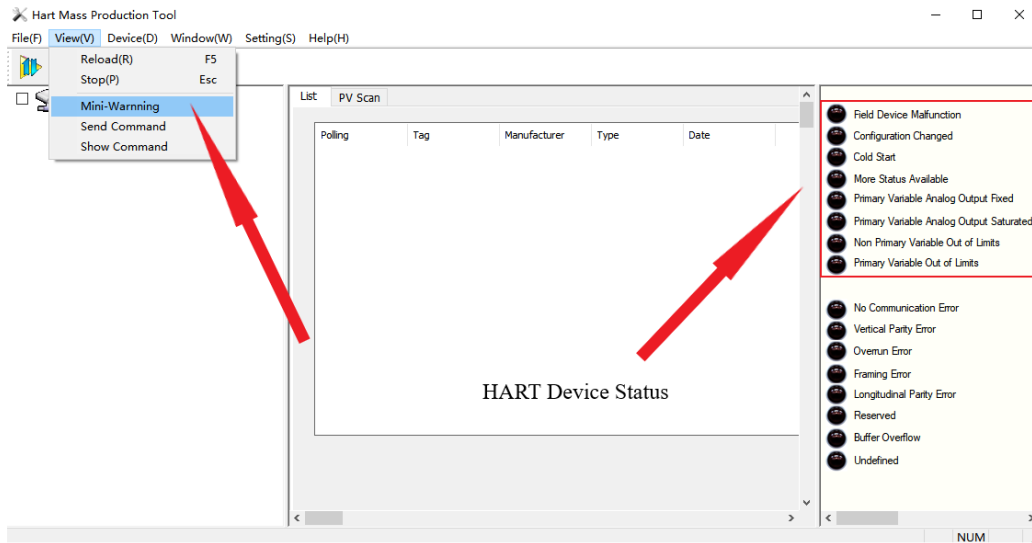 Hart Mass Production Tool
File(F) View(V) Device(D) Window(W) Setting(S) Help(H)
Reload(R) F5
Stop(P) Esc
Mini-Warnning
Send Command
Show Command
List PV Scan
Polling Tag Manufacturer Type Date
HART Device Status
Field Device Malfunction
Configuration Changed
Cold Start
More Status Available
Primary Variable Analog Output Fixed
Primary Variable Analog Output Saturated
Non Primary Variable Out of Limits
Primary Variable Out of Limits
No Communication Error
Vertical Parity Error
Overrun Error
Framing Error
Longitudinal Parity Error
Reserved
Buffer Overflow
Undefined
NUM